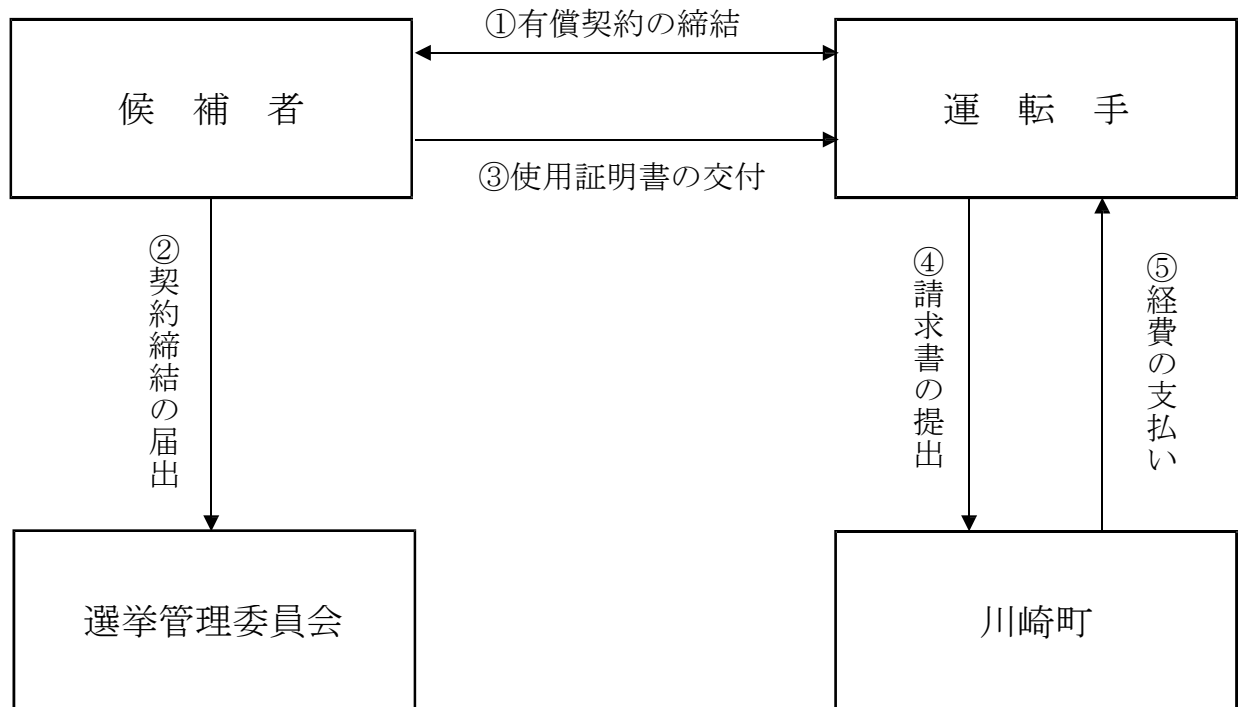 ①有償契約の締結
候　補　者
運　転　手
③使用証明書の交付
②契約締結の届出
④請求書の提出
⑤経費の支払い
選挙管理委員会
川崎町